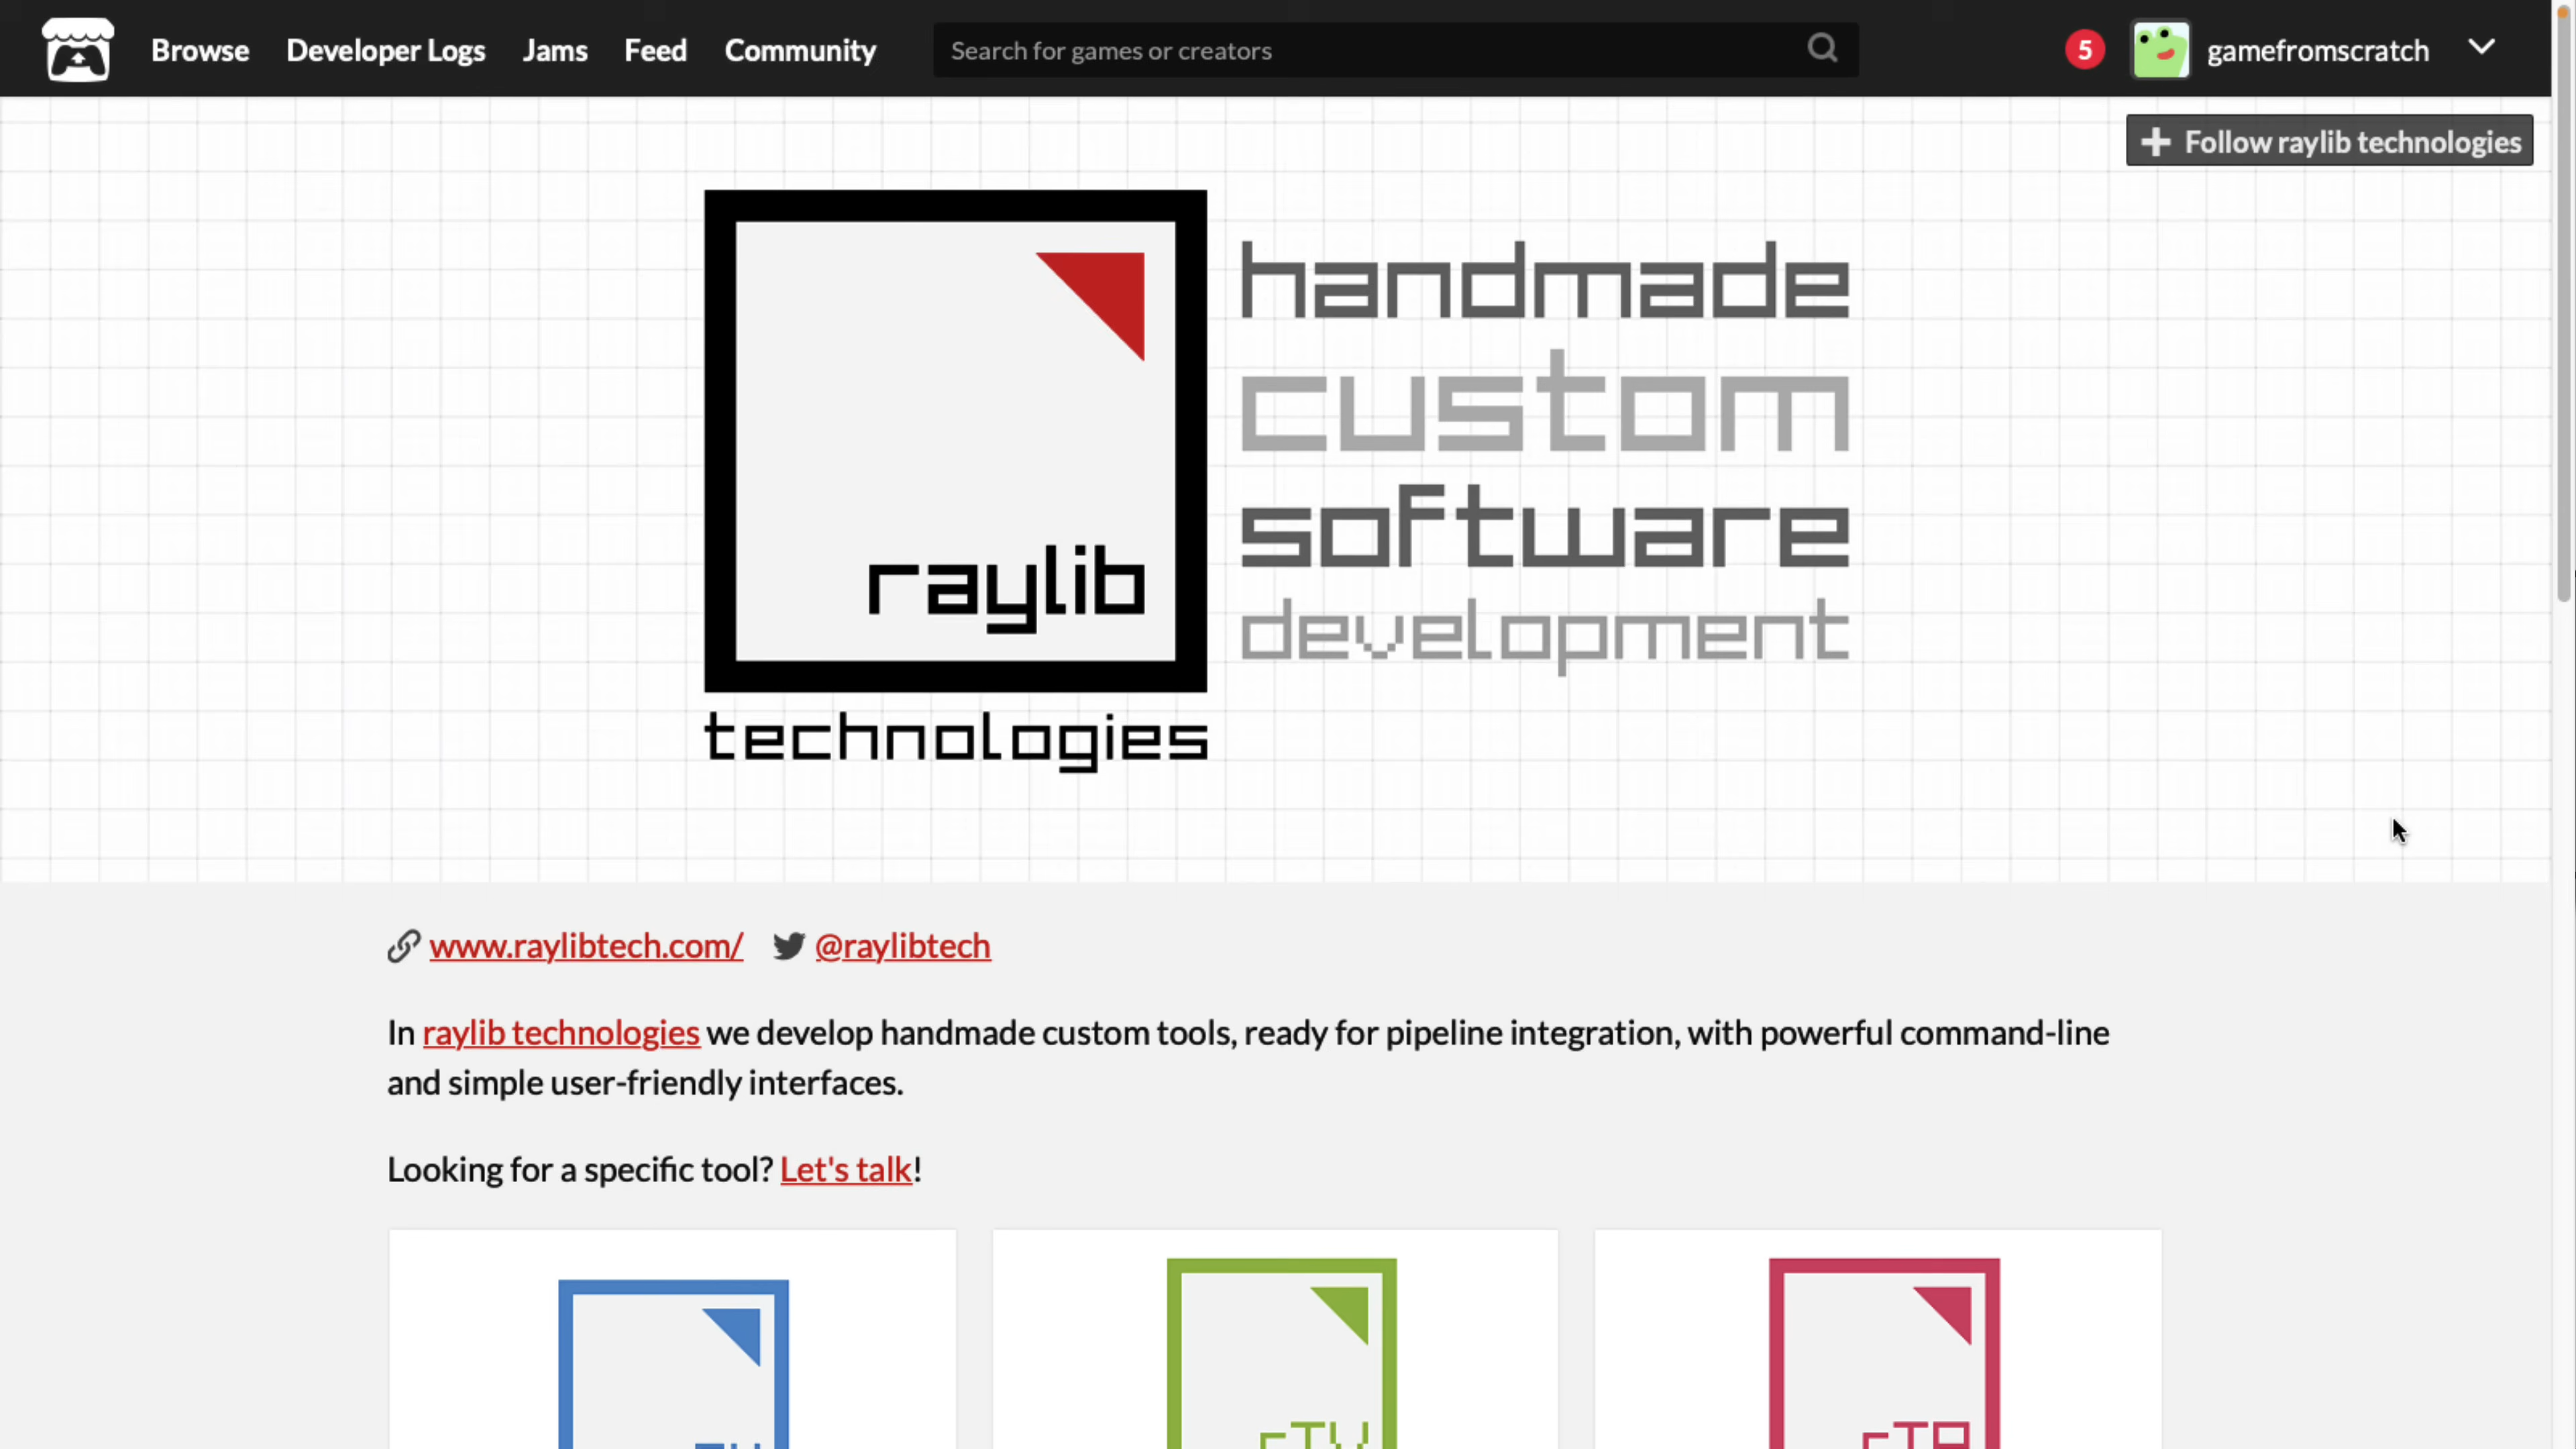 Browse Developer Logs Jams Feed Community Search for games or creators 5 gamefromscratch
Follow raylib technologies
raylib
technologies
handmade
custom
software
development
www.raylibtech.com/ @raylibtech
In raylib technologies we develop handmade custom tools, ready for pipeline integration, with powerful command-line
and simple user-friendly interfaces.
Looking for a specific tool? Let's talk!